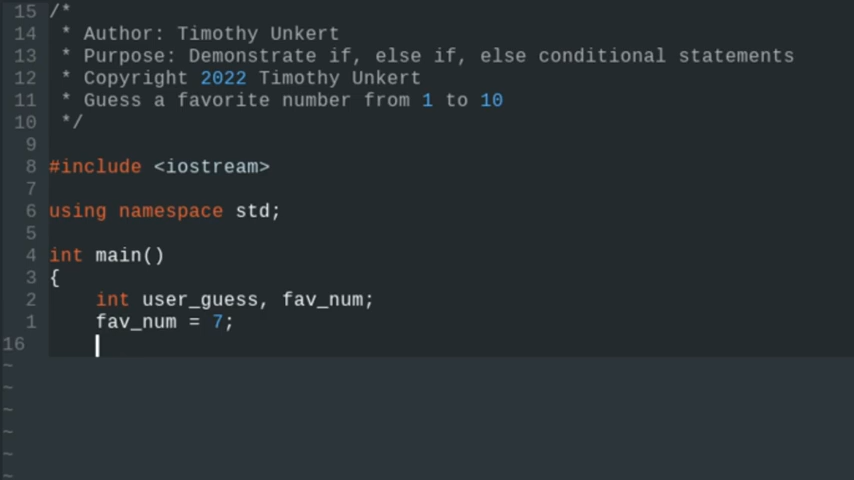 15 /*
14  * Author: Timothy Unkert
13  * Purpose: Demonstrate if, else if, else conditional statements
12  * Copyright 2022 Timothy Unkert
11  * Guess a favorite number from 1 to 10
10  */
9
8 #include <iostream>
7
6 using namespace std;
5
4 int main()
3 {
2     int user_guess, fav_num;
1     fav_num = 7;
16
~
~
~
~
~
~